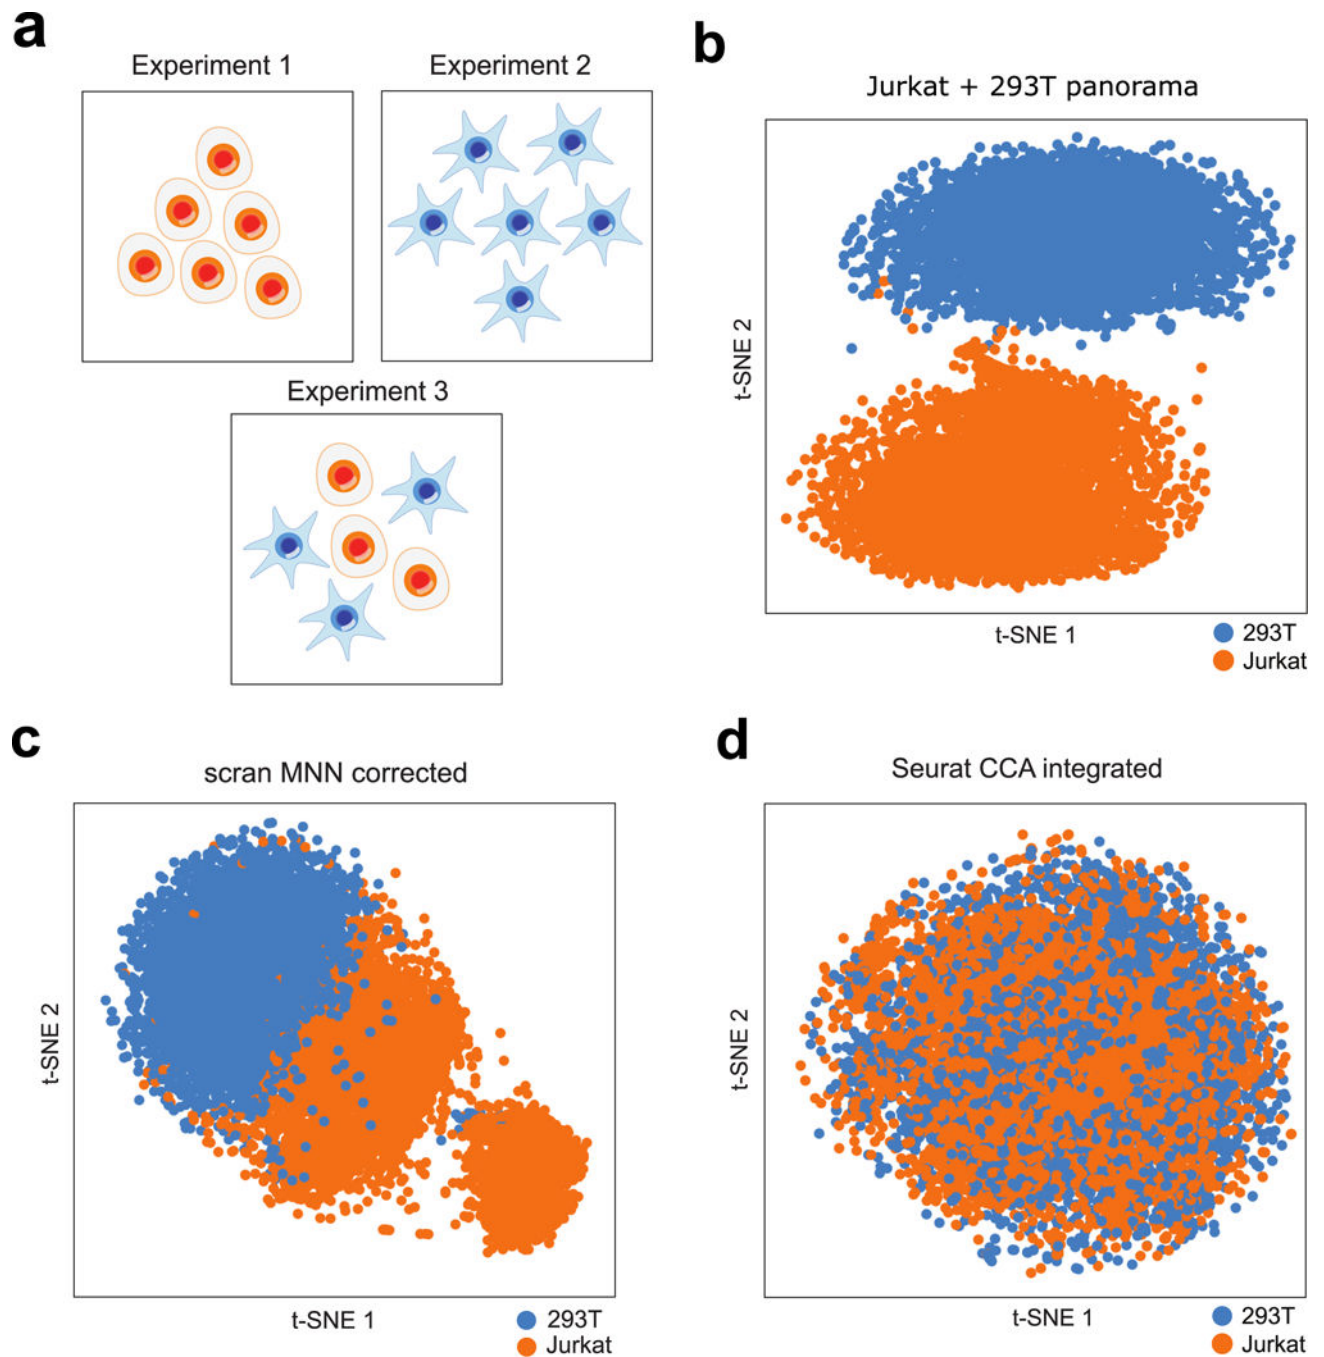 a
Experiment 1
Experiment 2
Experiment 3
b
Jurkat + 293T panorama
t-SNE 2
t-SNE 1
293T
Jurkat
c
scran MNN corrected
t-SNE 2
t-SNE 1
293T
Jurkat
d
Seurat CCA integrated
t-SNE 2
t-SNE 1
293T
Jurkat